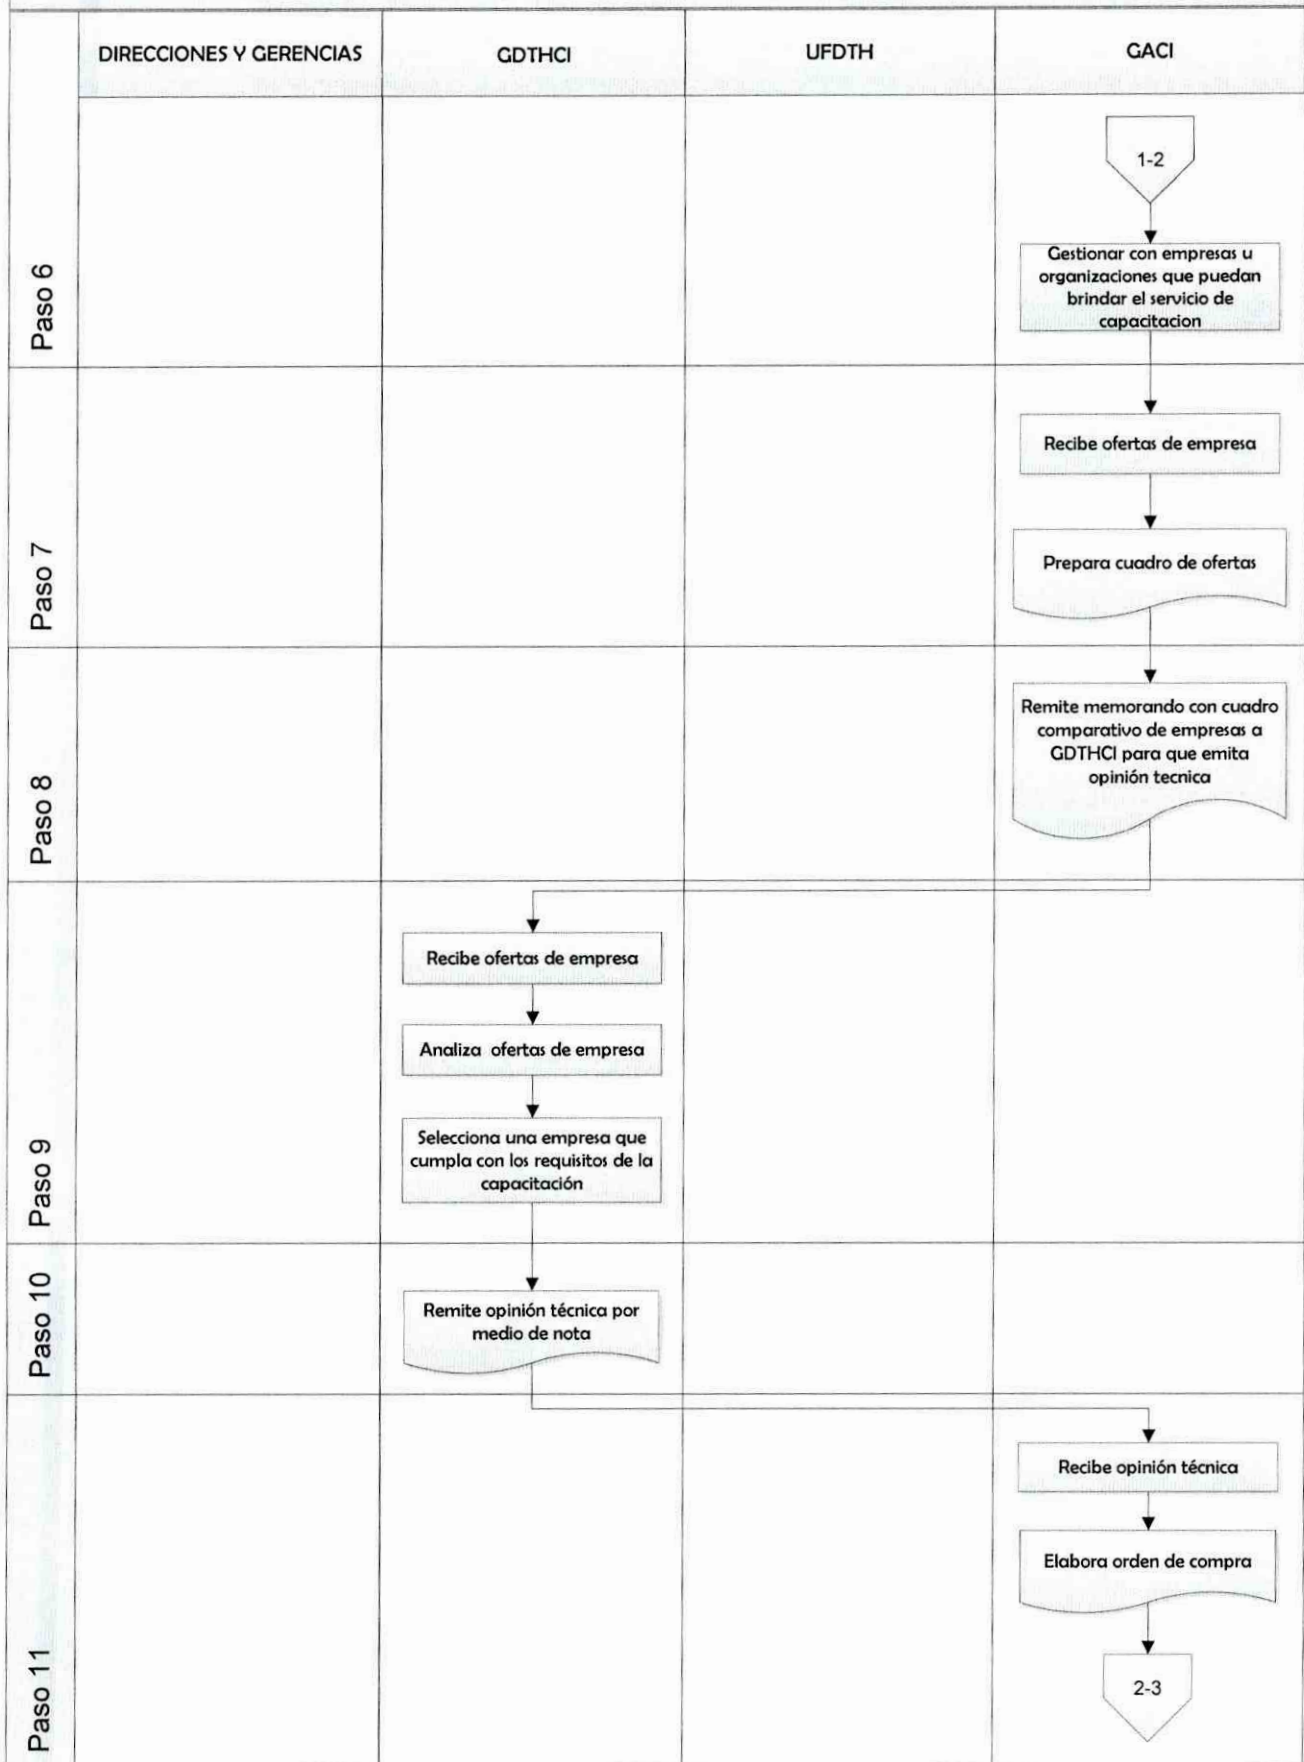 DIRECCIONES Y GERENCIAS
GDTHCI
UFDTH
GACI
Paso 6
1-2
Gestionar con empresas u
organizaciones que puedan
brindar el servicio de
capacitacion
Paso 7
Recibe ofertas de empresa
Prepara cuadro de ofertas
Paso 8
Remite memorando con cuadro
comparativo de empresas a
GDTHCI para que emita
opinión tecnica
Paso 9
Recibe ofertas de empresa
Analiza ofertas de empresa
Selecciona una empresa que
cumpla con los requisitos de la
capacitación
Paso 10
Remite opinión técnica por
medio de nota
Paso 11
Recibe opinión técnica
Elabora orden de compra
2-3